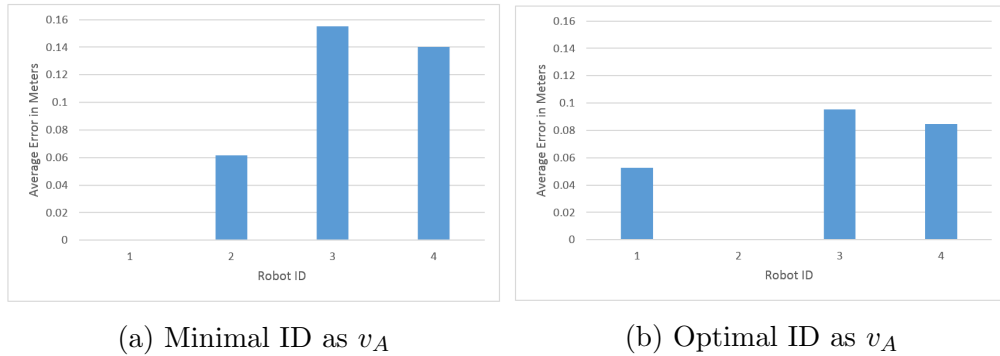 0.16
0.14
0.12
0.1
0.08
0.06
0.04
0.02
0
Average Error in Meters
1 2 3 4
Robot ID
(a) Minimal ID as v_A
0.16
0.14
0.12
0.1
0.08
0.06
0.04
0.02
0
Average Error in Meters
1 2 3 4
Robot ID
(b) Optimal ID as v_A